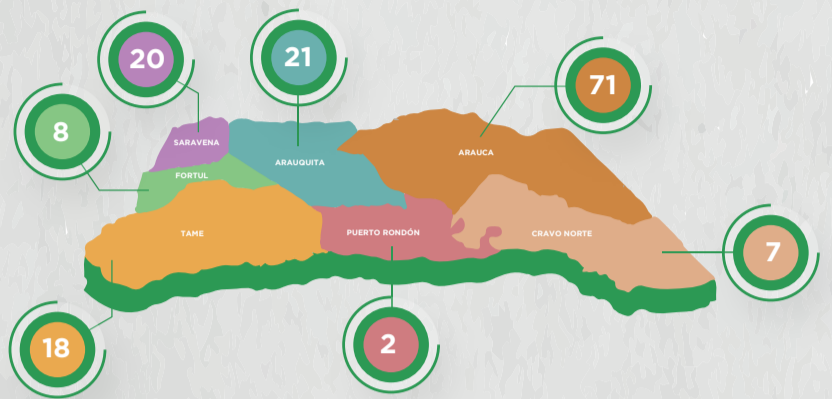 20
21
71
8
SARAVENA
ARAUQUITA
ARAUCA
FORTUL
TAME
PUERTO RONDÓN
CRAVO NORTE
7
18
2